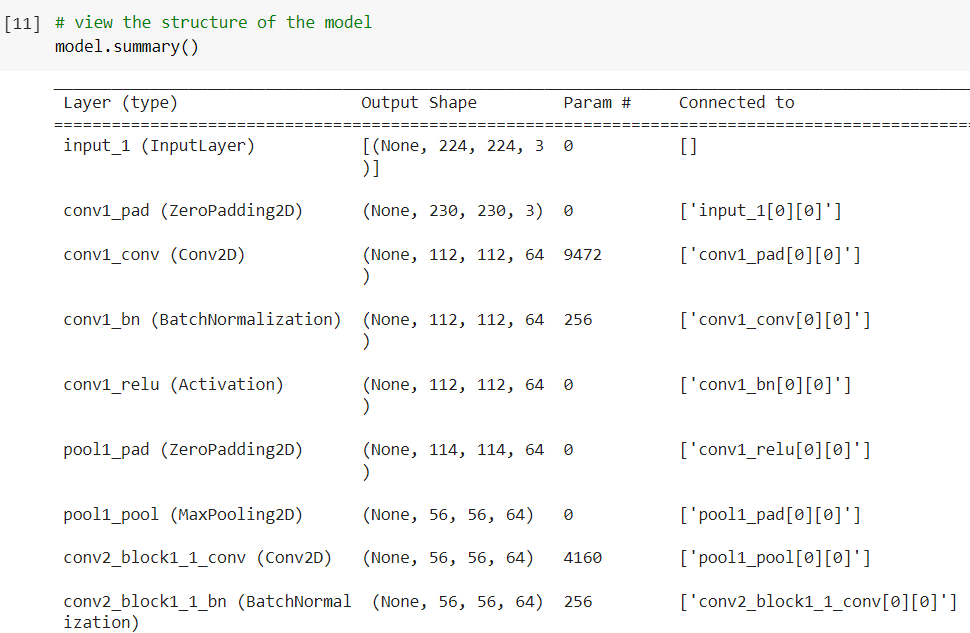 [11] # view the structure of the model
model.summary()
Layer (type) Output Shape Param # Connected to
==================================================================================================
input_1 (InputLayer) [(None, 224, 224, 3 0 []
)]
conv1_pad (ZeroPadding2D) (None, 230, 230, 3) 0 ['input_1[0][0]']
conv1_conv (Conv2D) (None, 112, 112, 64 9472 ['conv1_pad[0][0]']
)
conv1_bn (BatchNormalization) (None, 112, 112, 64 256 ['conv1_conv[0][0]']
)
conv1_relu (Activation) (None, 112, 112, 64 0 ['conv1_bn[0][0]']
)
pool1_pad (ZeroPadding2D) (None, 114, 114, 64 0 ['conv1_relu[0][0]']
)
pool1_pool (MaxPooling2D) (None, 56, 56, 64) 0 ['pool1_pad[0][0]']
conv2_block1_1_conv (Conv2D) (None, 56, 56, 64) 4160 ['pool1_pool[0][0]']
conv2_block1_1_bn (BatchNormal (None, 56, 56, 64) 256 ['conv2_block1_1_conv[0][0]']
ization)